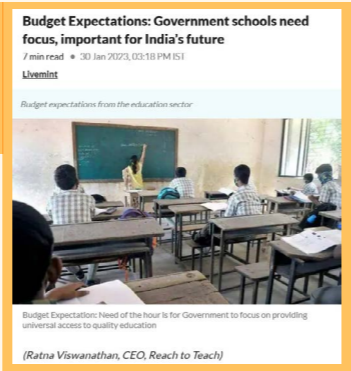 Budget Expectations: Government schools need
focus, important for India's future
7 min read • 30 Jan 2023, 03:18 PM IST
Livemint
Budget expectations from the education sector
Budget Expectation: Need of the hour is for Government to focus on providing
universal access to quality education
(Ratna Viswanathan, CEO, Reach to Teach)